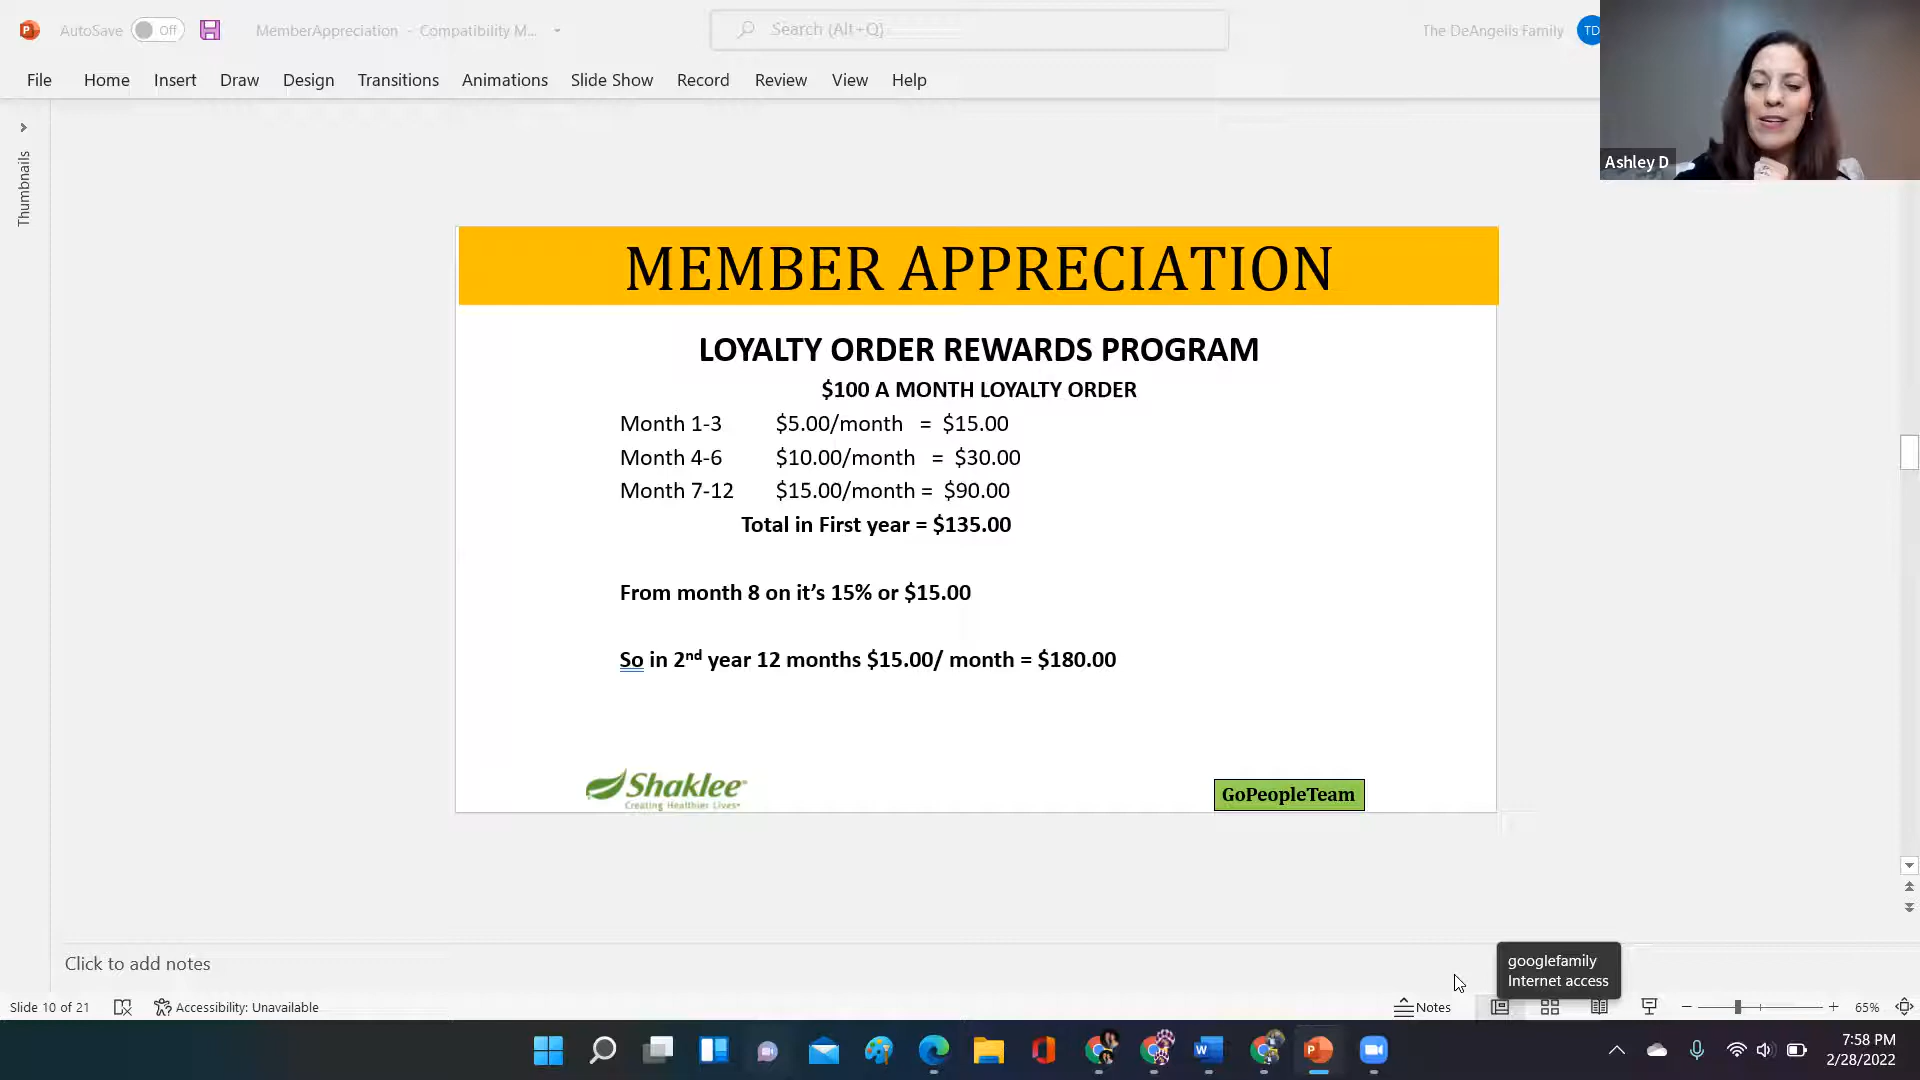 AutoSave Off MemberAppreciation - Compatibility M... Search (Alt+Q) The DeAngelis Family TD
File Home Insert Draw Design Transitions Animations Slide Show Record Review View Help
Ashley D
Thumbnails
MEMBER APPRECIATION
LOYALTY ORDER REWARDS PROGRAM
$100 A MONTH LOYALTY ORDER
Month 1-3 $5.00/month = $15.00
Month 4-6 $10.00/month = $30.00
Month 7-12 $15.00/month = $90.00
Total in First year = $135.00
From month 8 on it’s 15% or $15.00
So in 2nd year 12 months $15.00/ month = $180.00
Shaklee
Creating Healthier Lives
GoPeopleTeam
Click to add notes
googlefamily
Internet access
Slide 10 of 21 Accessibility: Unavailable Notes 65%
7:58 PM
2/28/2022